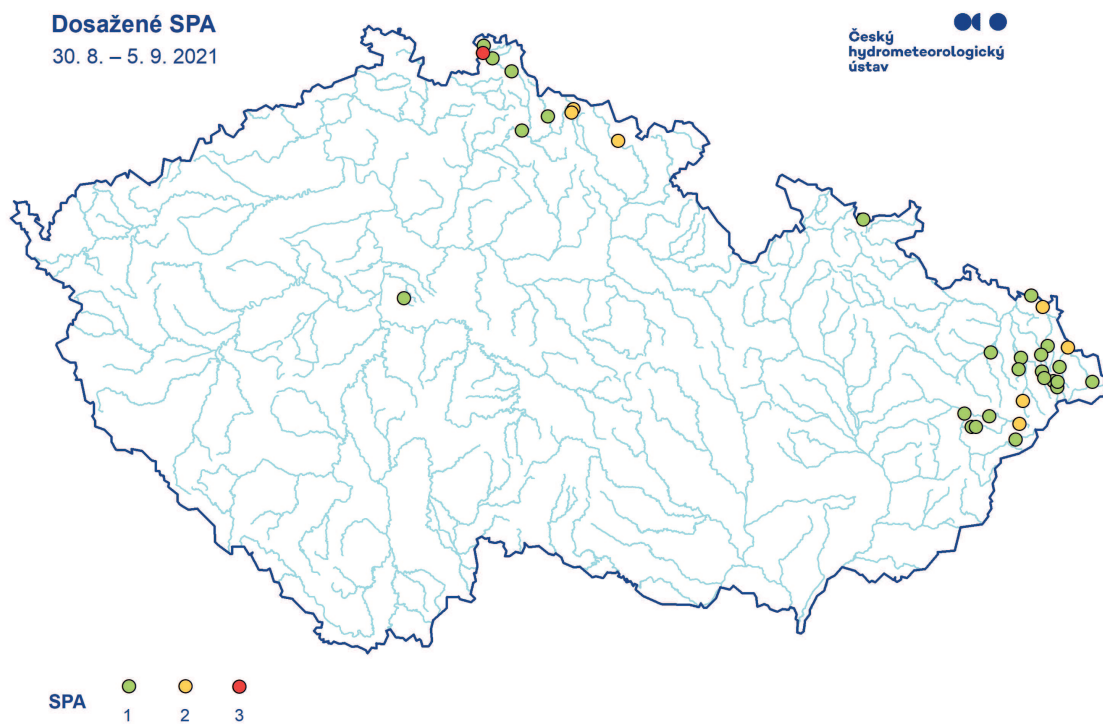 Dosažené SPA
30. 8. – 5. 9. 2021
Český
hydrometeorologický
ústav
SPA
1 2 3